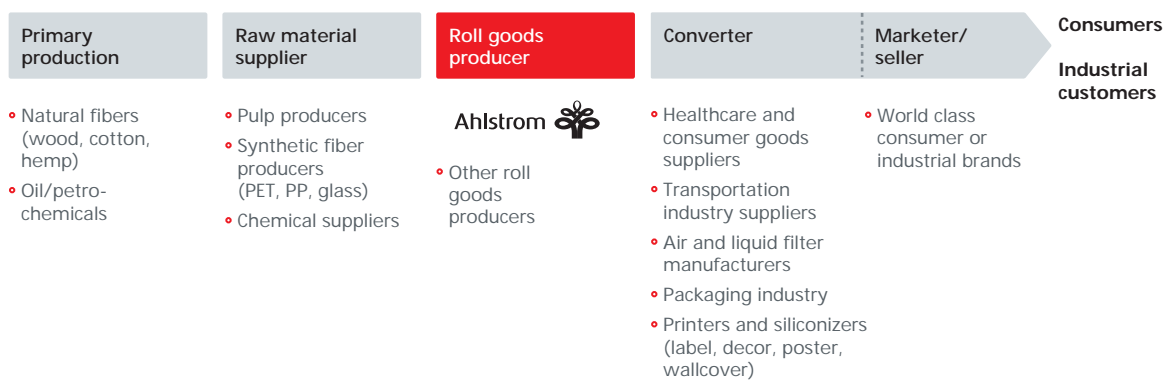 Primary
production
Raw material
supplier
Roll goods
producer
Converter
Marketer/
seller
Consumers
Industrial
customers
Natural fibers
(wood, cotton,
hemp)
Oil/petro-
chemicals
Pulp producers
Synthetic fiber
producers
(PET, PP, glass)
Chemical suppliers
Ahlstrom
Other roll
goods
producers
Healthcare and
consumer goods
suppliers
Transportation
industry suppliers
Air and liquid filter
manufacturers
Packaging industry
Printers and siliconizers
(label, decor, poster,
wallcover)
World class
consumer or
industrial brands